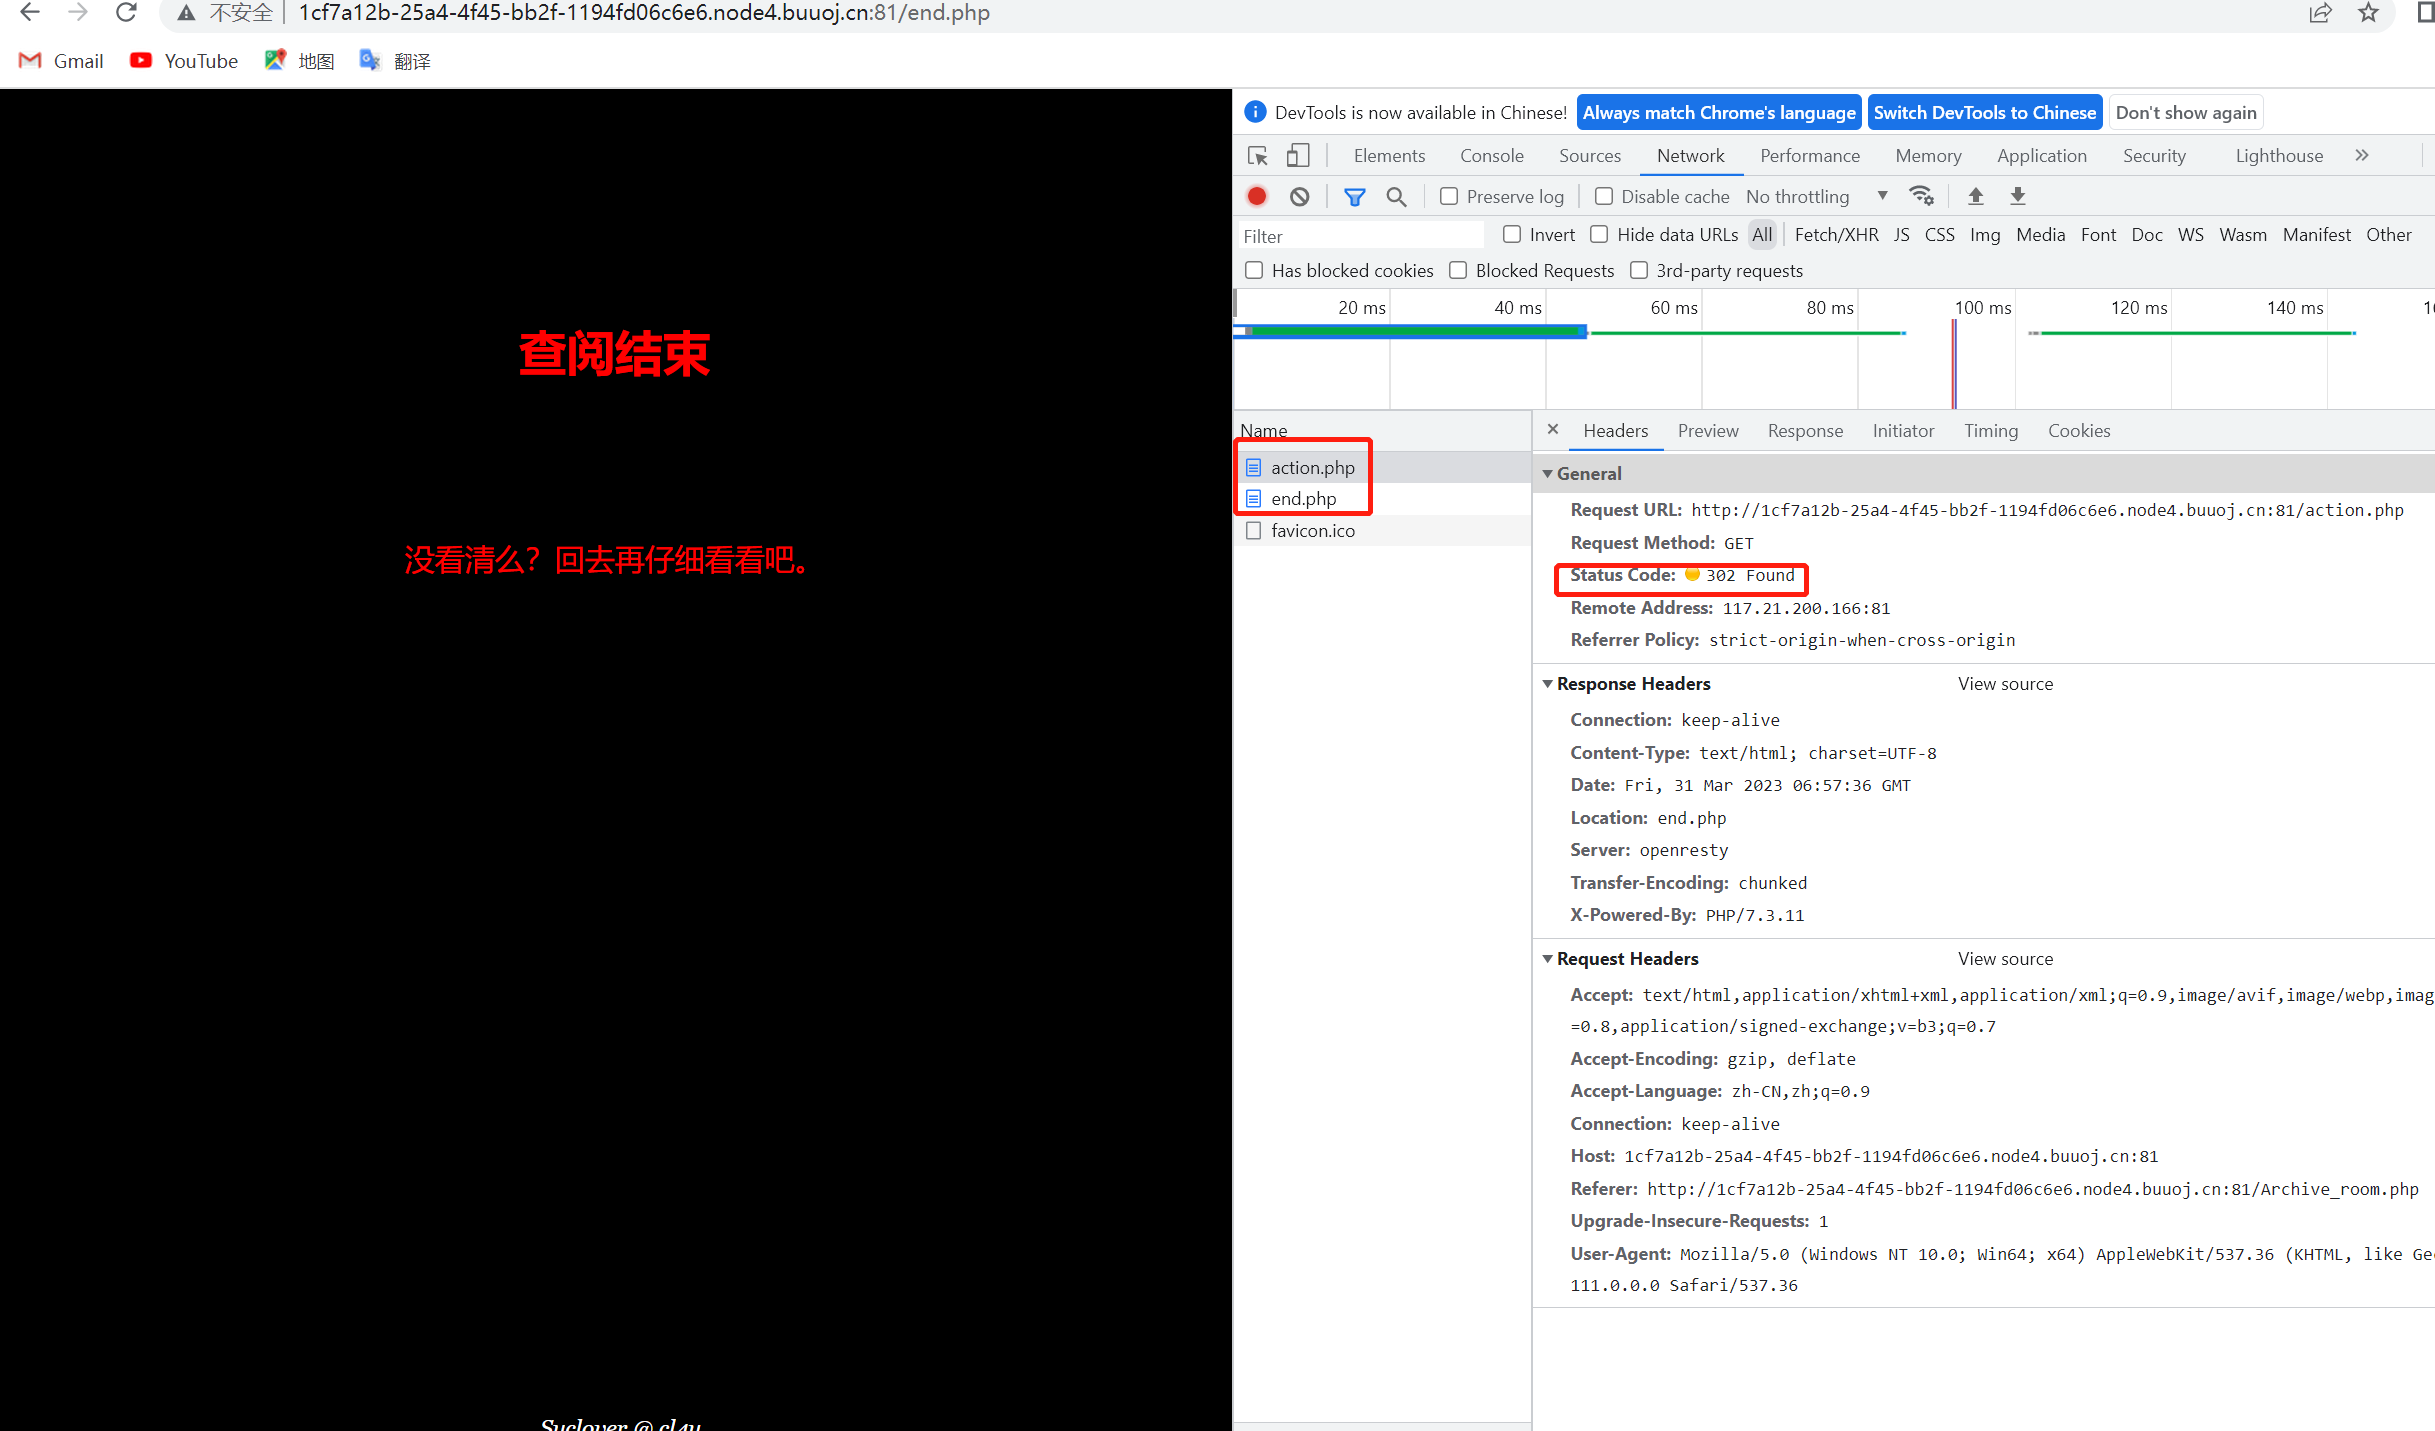 不安全 1cf7a12b-25a4-4f45-bb2f-1194fd06c6e6.node4.buuoj.cn:81/end.php
Gmail YouTube 地图 翻译
查阅结束
没看清么？回去再仔细看看吧。
Syclover @ cl4y
DevTools is now available in Chinese! Always match Chrome's language Switch DevTools to Chinese Don't show again
Elements Console Sources Network Performance Memory Application Security Lighthouse
Preserve log Disable cache No throttling
Filter Invert Hide data URLs All Fetch/XHR JS CSS Img Media Font Doc WS Wasm Manifest Other
Has blocked cookies Blocked Requests 3rd-party requests
20 ms 40 ms 60 ms 80 ms 100 ms 120 ms 140 ms
Name
action.php
end.php
favicon.ico
Headers Preview Response Initiator Timing Cookies
General
Request URL: http://1cf7a12b-25a4-4f45-bb2f-1194fd06c6e6.node4.buuoj.cn:81/action.php
Request Method: GET
Status Code: 302 Found
Remote Address: 117.21.200.166:81
Referrer Policy: strict-origin-when-cross-origin
Response Headers View source
Connection: keep-alive
Content-Type: text/html; charset=UTF-8
Date: Fri, 31 Mar 2023 06:57:36 GMT
Location: end.php
Server: openresty
Transfer-Encoding: chunked
X-Powered-By: PHP/7.3.11
Request Headers View source
Accept: text/html,application/xhtml+xml,application/xml;q=0.9,image/avif,image/webp,imag
=0.8,application/signed-exchange;v=b3;q=0.7
Accept-Encoding: gzip, deflate
Accept-Language: zh-CN,zh;q=0.9
Connection: keep-alive
Host: 1cf7a12b-25a4-4f45-bb2f-1194fd06c6e6.node4.buuoj.cn:81
Referer: http://1cf7a12b-25a4-4f45-bb2f-1194fd06c6e6.node4.buuoj.cn:81/Archive_room.php
Upgrade-Insecure-Requests: 1
User-Agent: Mozilla/5.0 (Windows NT 10.0; Win64; x64) AppleWebKit/537.36 (KHTML, like Ge
111.0.0.0 Safari/537.36